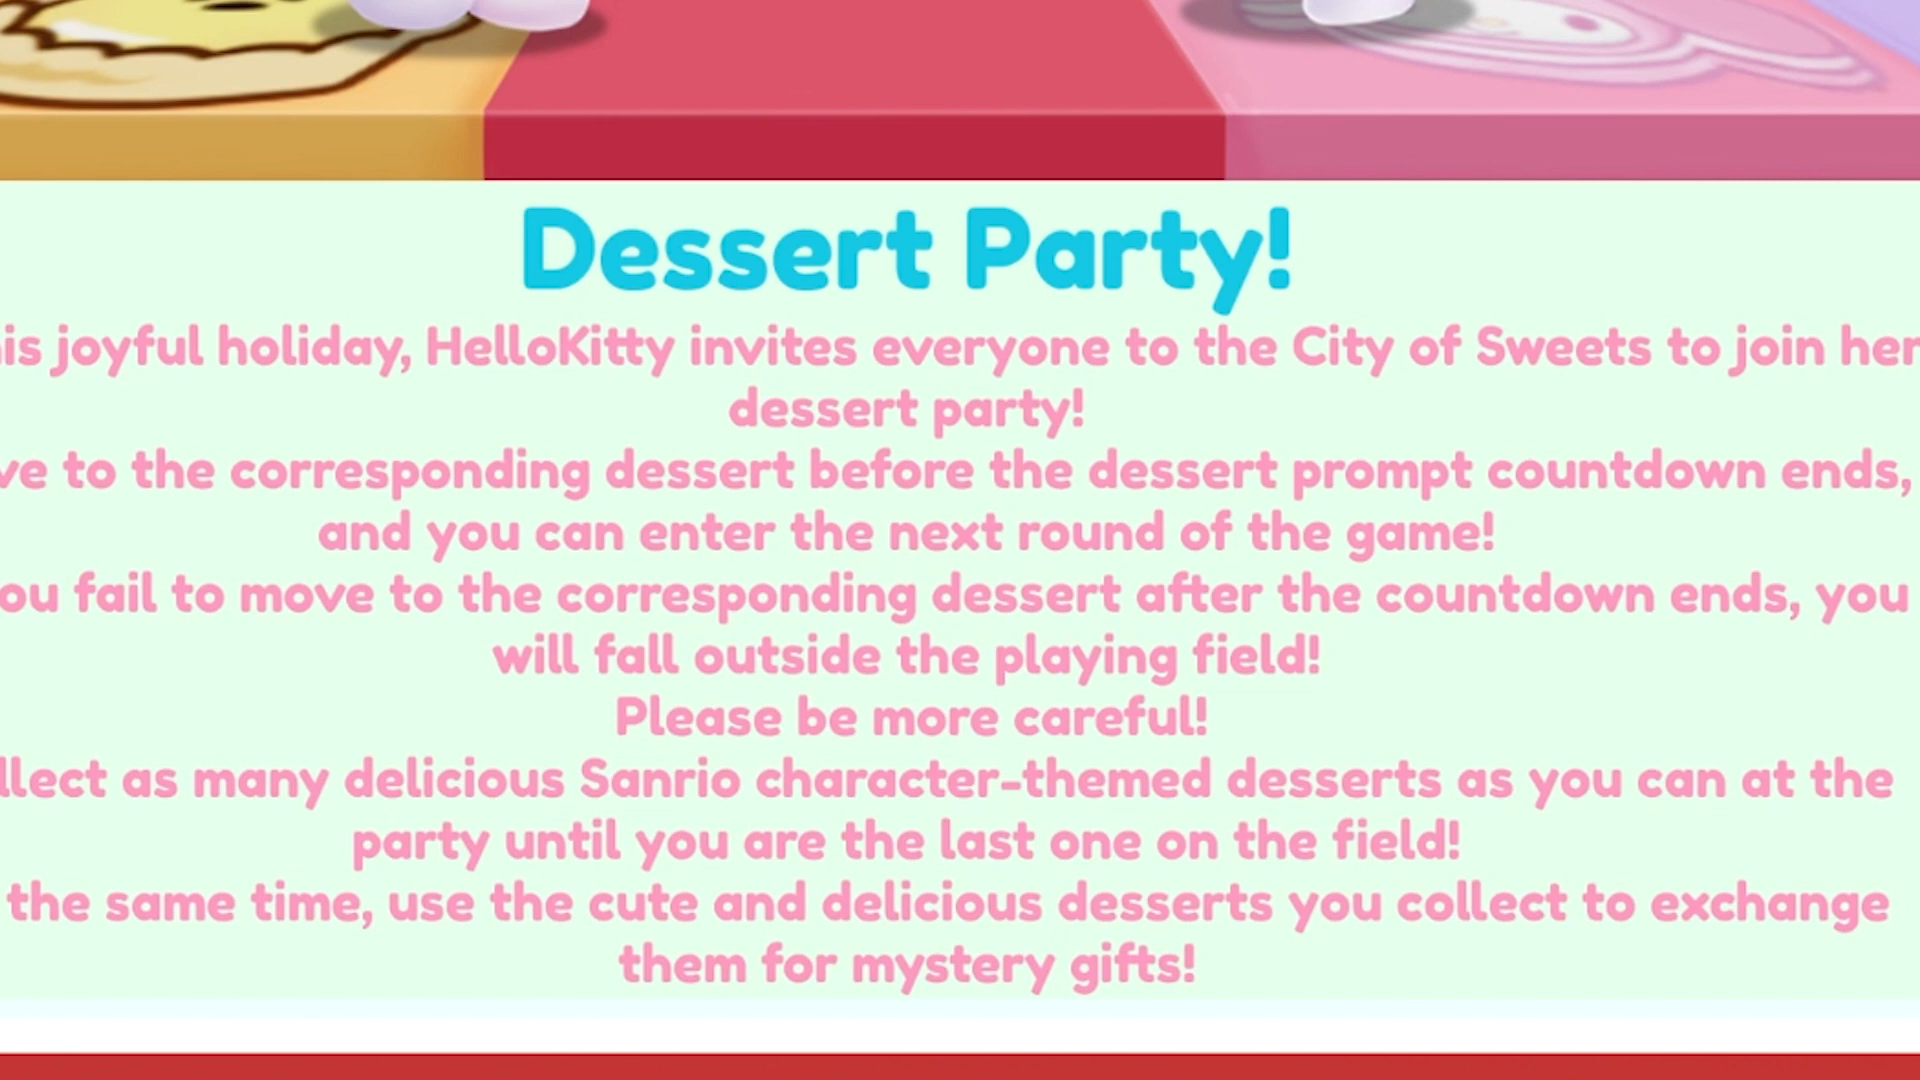 Dessert Party!
is joyful holiday, HelloKitty invites everyone to the City of Sweets to join her
dessert party!
ve to the corresponding dessert before the dessert prompt countdown ends,
and you can enter the next round of the game!
ou fail to move to the corresponding dessert after the countdown ends, you
will fall outside the playing field!
Please be more careful!
llect as many delicious Sanrio character-themed desserts as you can at the
party until you are the last one on the field!
the same time, use the cute and delicious desserts you collect to exchange
them for mystery gifts!